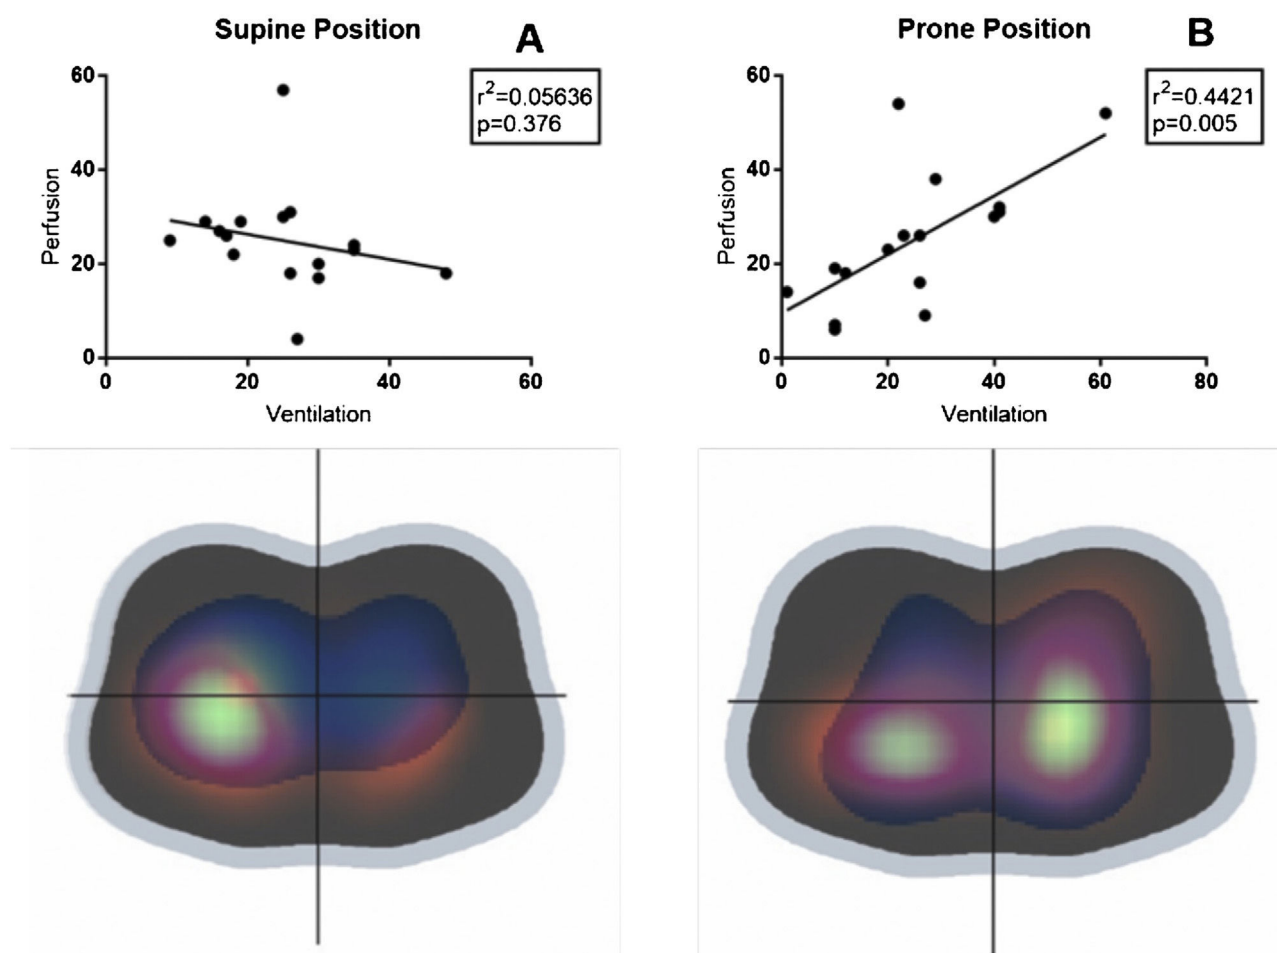 Supine Position
A
r²=0.05636
p=0.376
60
40
20
0
Perfusion
0 20 40 60
Ventilation
Prone Position
B
r²=0.4421
p=0.005
60
40
20
0
Perfusion
0 20 40 60 80
Ventilation